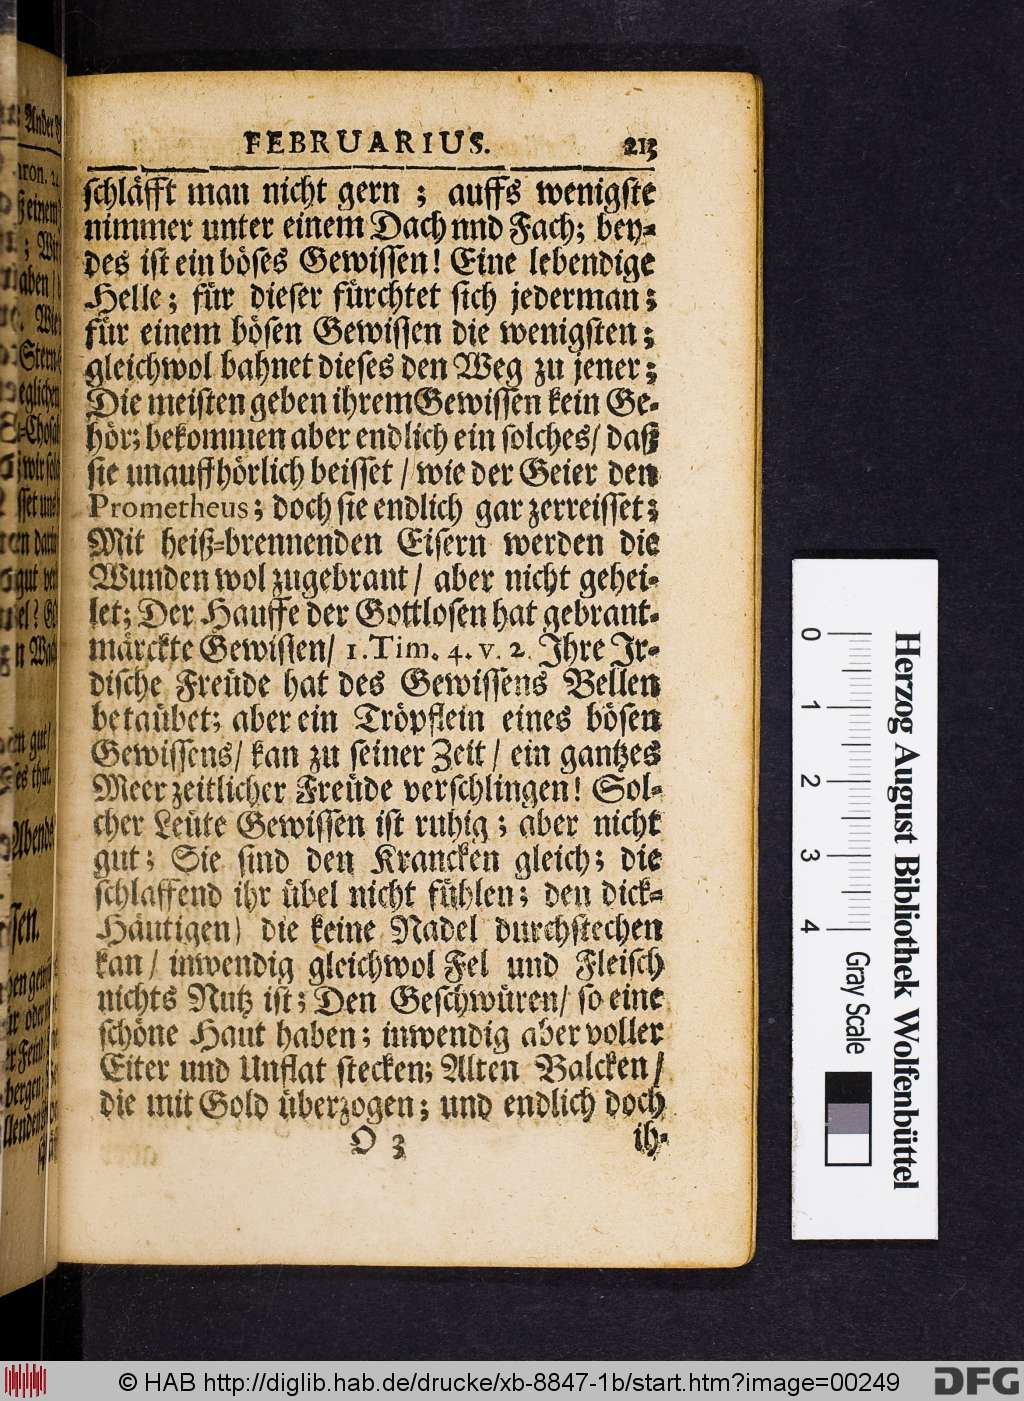 FEBRUARIUS. 213
schläfft man nicht gern ; auffs wenigste
nimmer unter einem Dach nnd Fach; bey-
des ist ein böses Gewissen! Eine lebendige
Helle; für dieser fürchtet sich jederman;
für einem bösen Gewissen die wenigsten;
gleichwol bahnet dieses den Weg zu jener;
Die meisten geben ihrem Gewissen kein Ge-
hör; bekommen aber endlich ein solches/ daß
sie unauffhörlich beisset / wie der Geier den
Prometheus; doch sie endlich gar zerreisset;
Mit heiß-brennenden Eisern werden die
Wunden wol zugebrant/ aber nicht gehei-
let; Der Hauffe der Gottlosen hat gebrant-
märckte Gewissen/ 1. Tim. 4. v. 2. Ihre Ir-
dische Freüde hat des Gewissens Bellen
betaübet; aber ein Tröpflein eines bösen
Gewissens/ kan zu seiner Zeit / ein gantzes
Meer zeitlicher Freüde verschlingen! Sol-
cher Leüte Gewissen ist ruhig; aber nicht
gut; Sie sind den Krancken gleich; die
schlaffend ihr übel nicht fühlen; den dick-
Häutigen) die keine Nadel durchstechen
kan/ inwendig gleichwol Fel und Fleisch
nichts Nutz ist; Den Geschwüren/ so eine
schöne Haut haben; inwendig aber voller
Eiter und Unflat stecken; Alten Balcken /
die mit Gold überzogen; und endlich doch
O 3 ih-
0 1 2 3 4
Gray Scale
Herzog August Bibliothek Wolfenbüttel
© HAB http://diglib.hab.de/drucke/xb-8847-1b/start.htm?image=00249
DFG